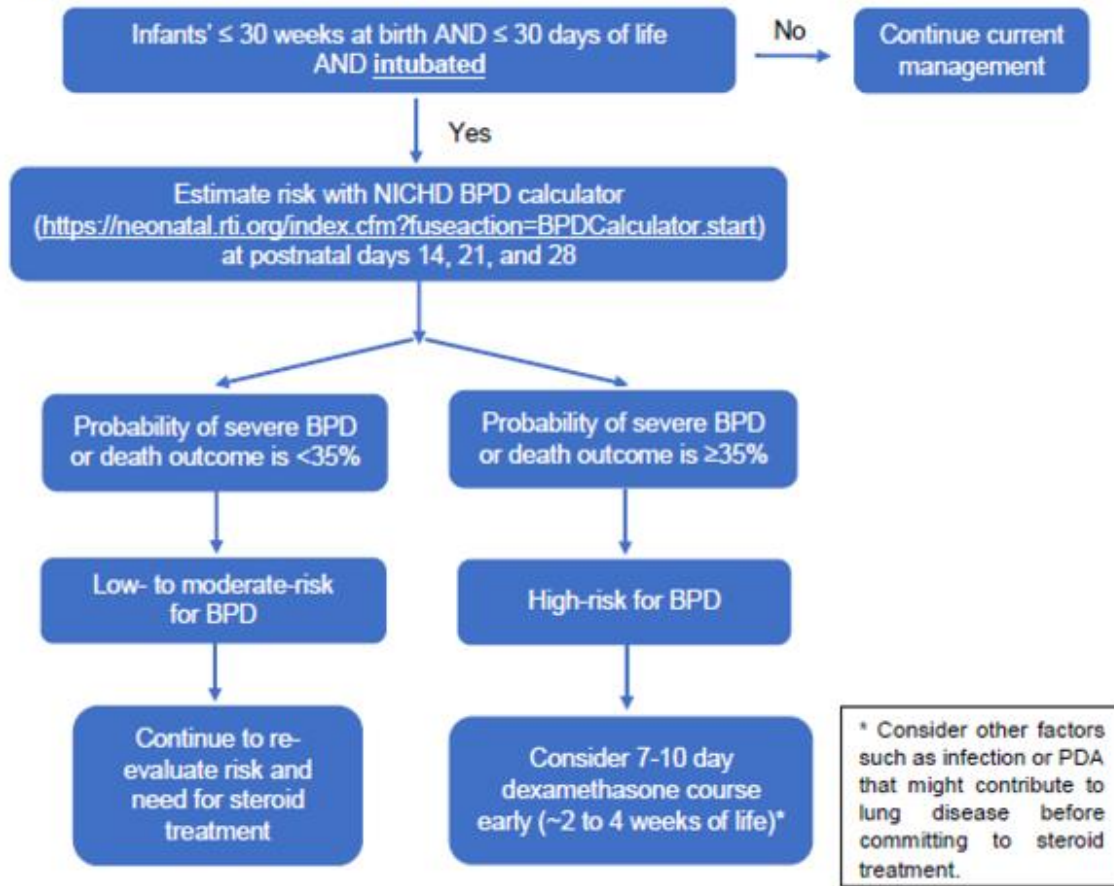 Infants’ ≤ 30 weeks at birth AND ≤ 30 days of life
AND intubated
No
Continue current
management
Yes
Estimate risk with NICHD BPD calculator
(https://neonatal.rti.org/index.cfm?fuseaction=BPDCalculator.start)
at postnatal days 14, 21, and 28
Probability of severe BPD
or death outcome is <35%
Probability of severe BPD
or death outcome is ≥35%
Low- to moderate-risk
for BPD
High-risk for BPD
Continue to re-
evaluate risk and
need for steroid
treatment
Consider 7-10 day
dexamethasone course
early (~2 to 4 weeks of life)*
* Consider other factors
such as infection or PDA
that might contribute to
lung disease before
committing to steroid
treatment.